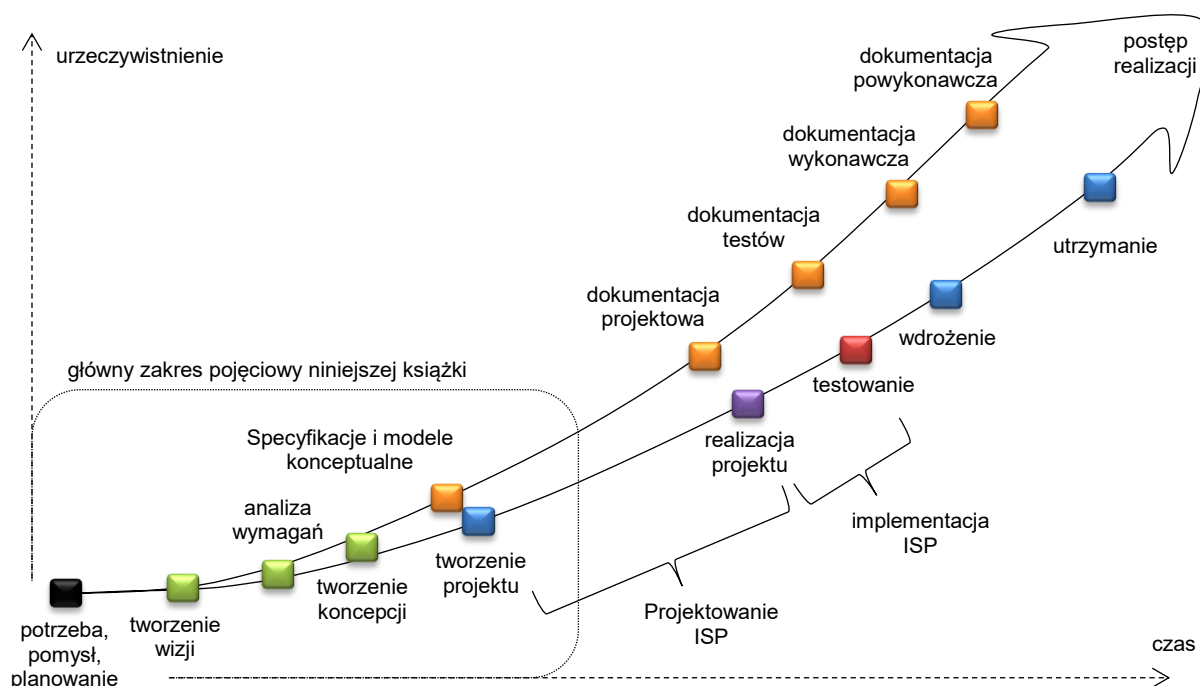 urzeczywistnienie
postęp
realizacji
dokumentacja
powykonawcza
dokumentacja
wykonawcza
dokumentacja
testów
utrzymanie
dokumentacja
projektowa
wdrożenie
główny zakres pojęciowy niniejszej książki
testowanie
Specyfikacje i modele
konceptualne
realizacja
projektu
analiza
wymagań
implementacja
ISP
tworzenie
projektu
tworzenie
koncepcji
Projektowanie
ISP
potrzeba,
pomysł,
planowanie
tworzenie
wizji
czas